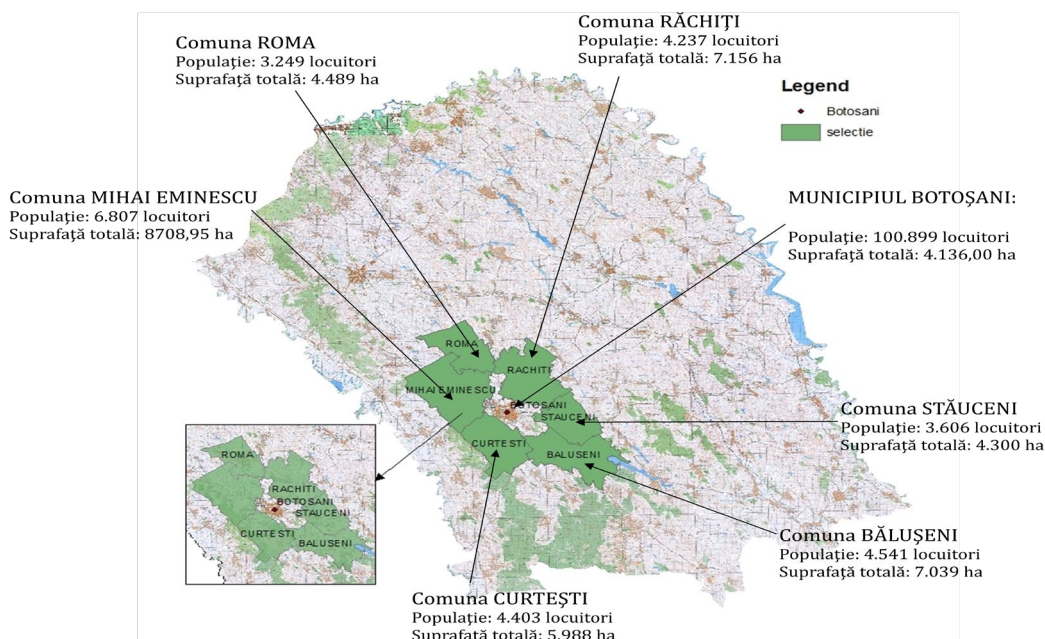 Comuna ROMA
Populaţie: 3.249 locuitori
Suprafaţă totală: 4.489 ha
Comuna RĂCHIŢI
Populaţie: 4.237 locuitori
Suprafaţă totală: 7.156 ha
Legend
Botosani
selectie
Comuna MIHAI EMINESCU
Populaţie: 6.807 locuitori
Suprafaţă totală: 8708,95 ha
MUNICIPIUL BOTOŞANI:
Populaţie: 100.899 locuitori
Suprafaţă totală: 4.136,00 ha
ROMA
RACHITI
MIHAI EMINESCU
BOTOSANI
STAUCENI
CURTESTI
BALUSENI
Comuna STĂUCENI
Populaţie: 3.606 locuitori
Suprafaţă totală: 4.300 ha
ROMA
RACHITI
BOTOSANI
STAUCENI
CURTESTI
BALUSENI
Comuna BĂLUŞENI
Populaţie: 4.541 locuitori
Suprafaţă totală: 7.039 ha
Comuna CURTEŞTI
Populaţie: 4.403 locuitori
Suprafaţă totală: 5.988 ha